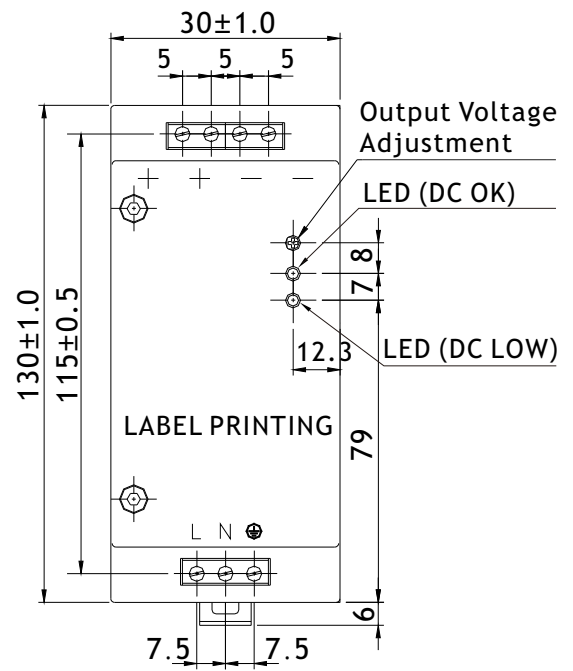 30±1.0
5 5 5
Output Voltage
Adjustment
+ + − −
LED (DC OK)
8
7
130±1.0
115±0.5
12.3
LED (DC LOW)
LABEL PRINTING
79
L N
6
7.5 7.5